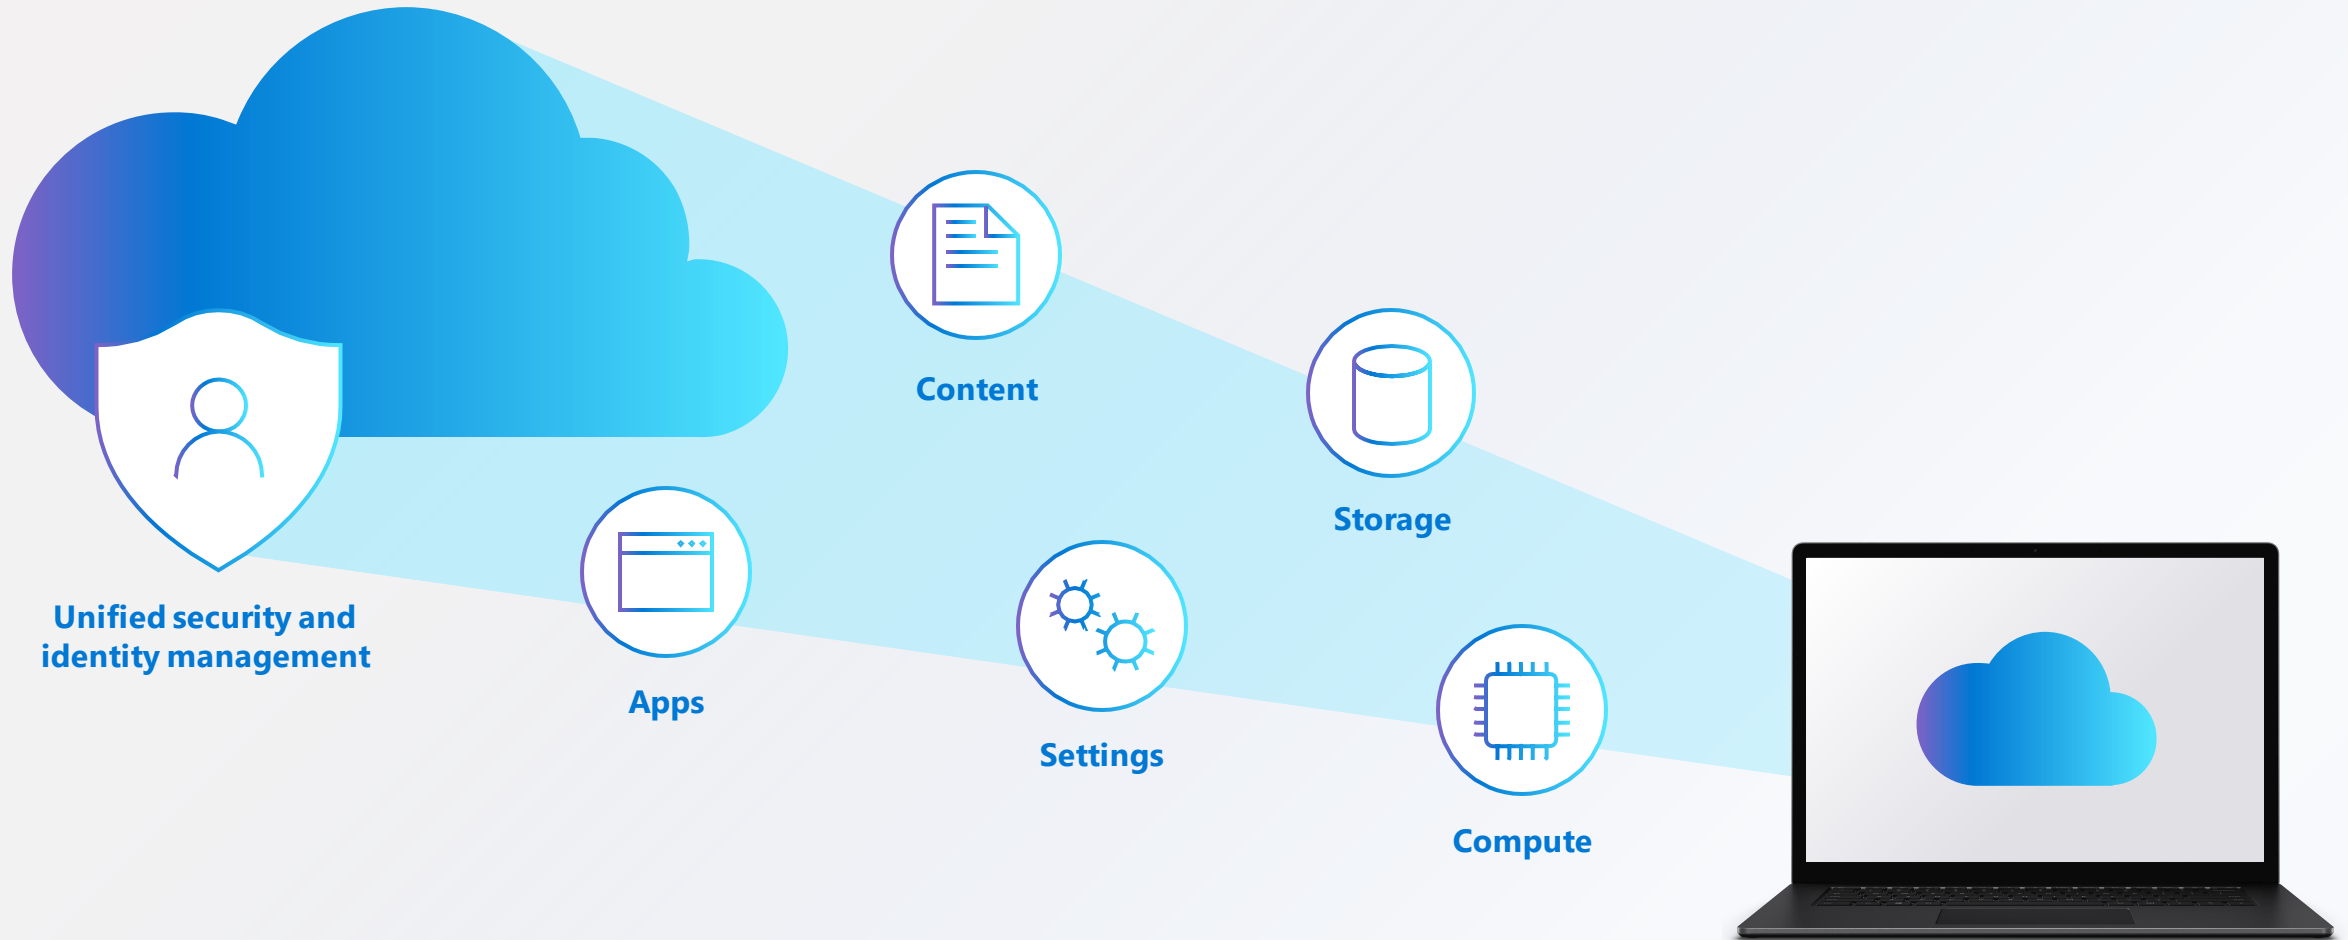 Content
Storage
Unified security and
identity management
Apps
Settings
Compute